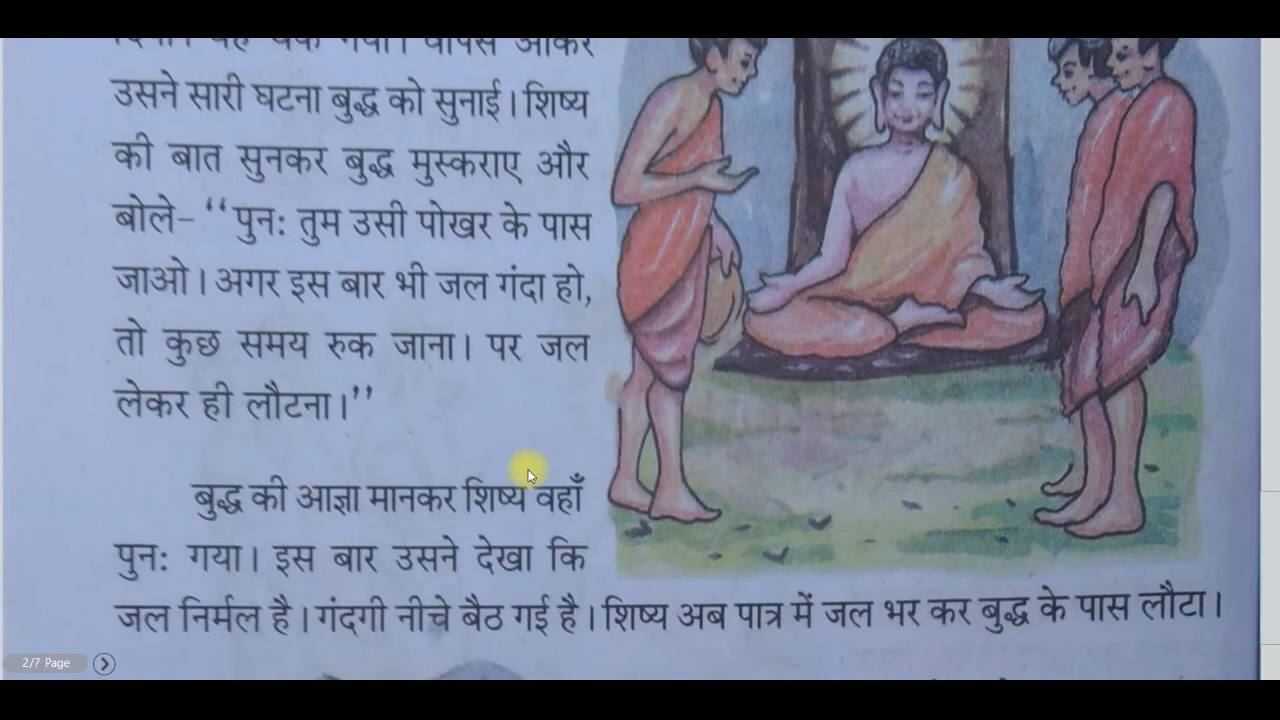 उसने सारी घटना बुद्ध को सुनाई। शिष्य
की बात सुनकर बुद्ध मुस्कराए और
बोले- “पुनः तुम उसी पोखर के पास
जाओ। अगर इस बार भी जल गंदा हो,
तो कुछ समय रुक जाना। पर जल
लेकर ही लौटना।”
बुद्ध की आज्ञा मानकर शिष्य वहाँ
पुनः गया। इस बार उसने देखा कि
जल निर्मल है। गंदगी नीचे बैठ गई है। शिष्य अब पात्र में जल भर कर बुद्ध के पास लौटा।
2/7 Page